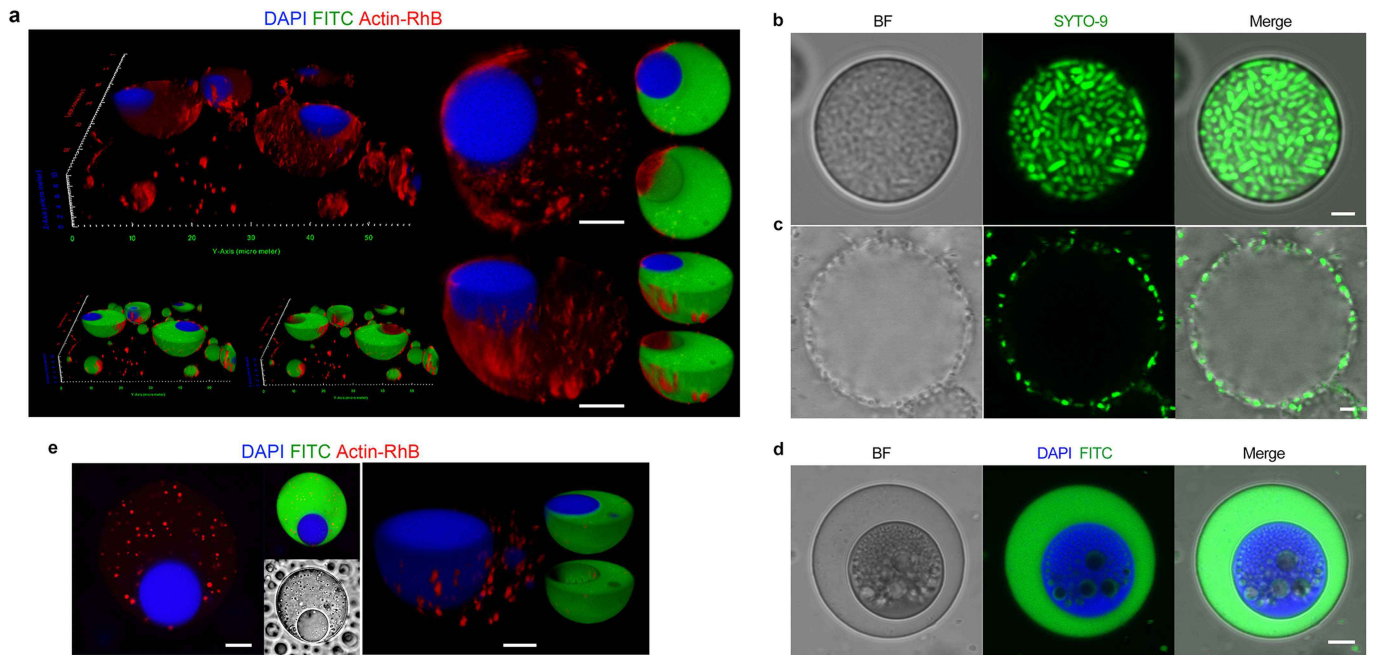 a
DAPI FITC Actin-RhB
0 10 20 30 40 50
Y-Axis (micro meter)
b
BF SYTO-9 Merge
c
e
DAPI FITC Actin-RhB
d
BF DAPI FITC Merge